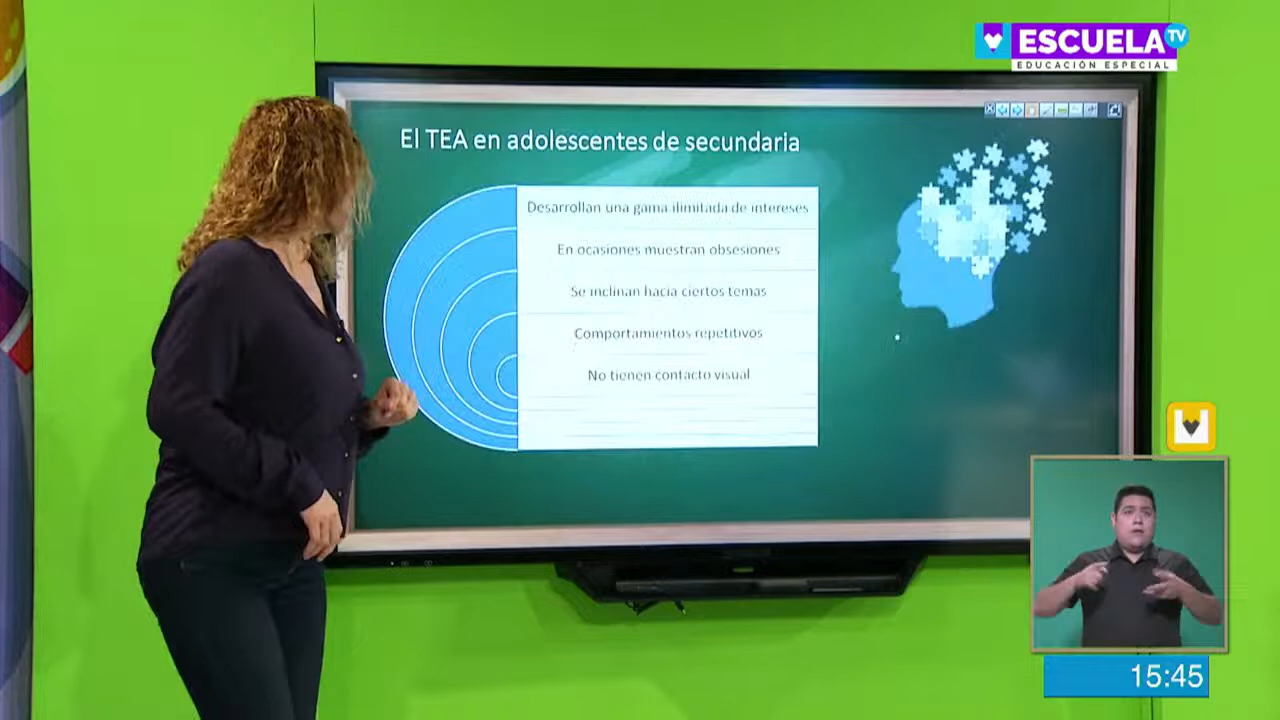 ESCUELA TV
EDUCACIÓN ESPECIAL
El TEA en adolescentes de secundaria
Desarrollan una gama ilimitada de intereses
En ocasiones muestran obsesiones
Se inclinan hacia ciertos temas
Comportamientos repetitivos
No tienen contacto visual
15:45